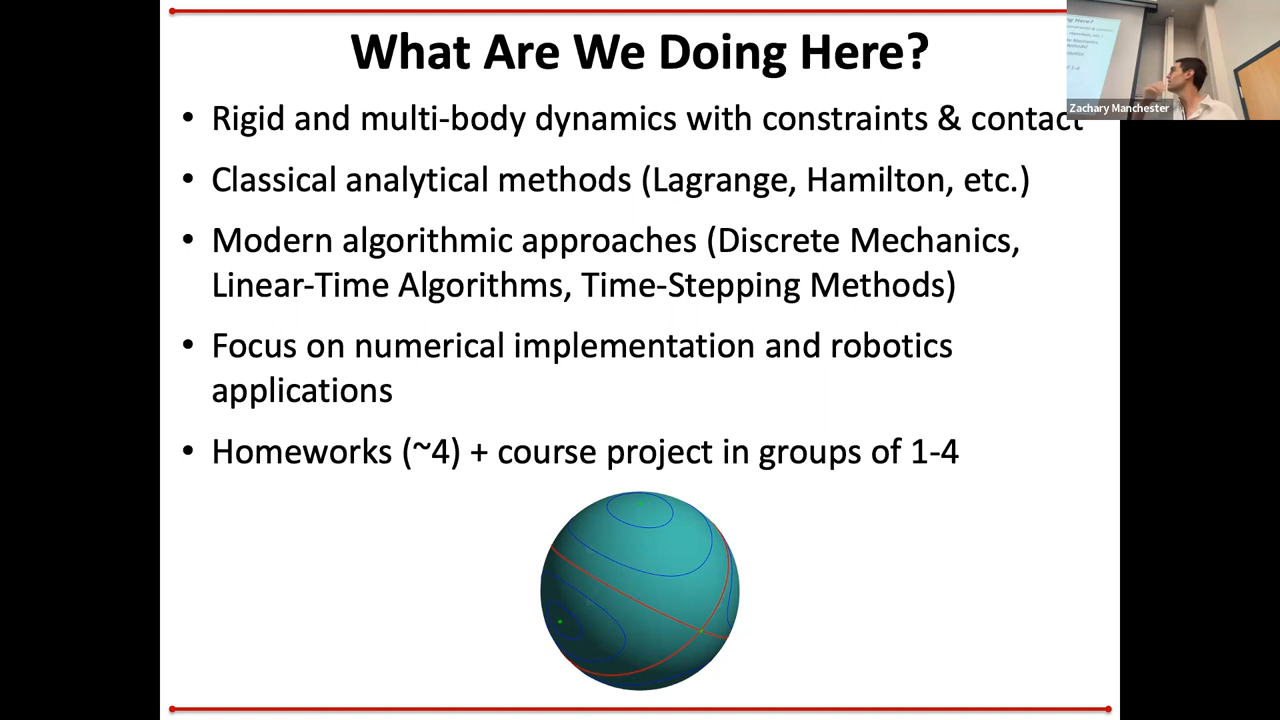 What Are We Doing Here?
• Rigid and multi-body dynamics with constraints & contact
• Classical analytical methods (Lagrange, Hamilton, etc.)
• Modern algorithmic approaches (Discrete Mechanics,
Linear-Time Algorithms, Time-Stepping Methods)
• Focus on numerical implementation and robotics
applications
• Homeworks (~4) + course project in groups of 1-4
Zachary Manchester